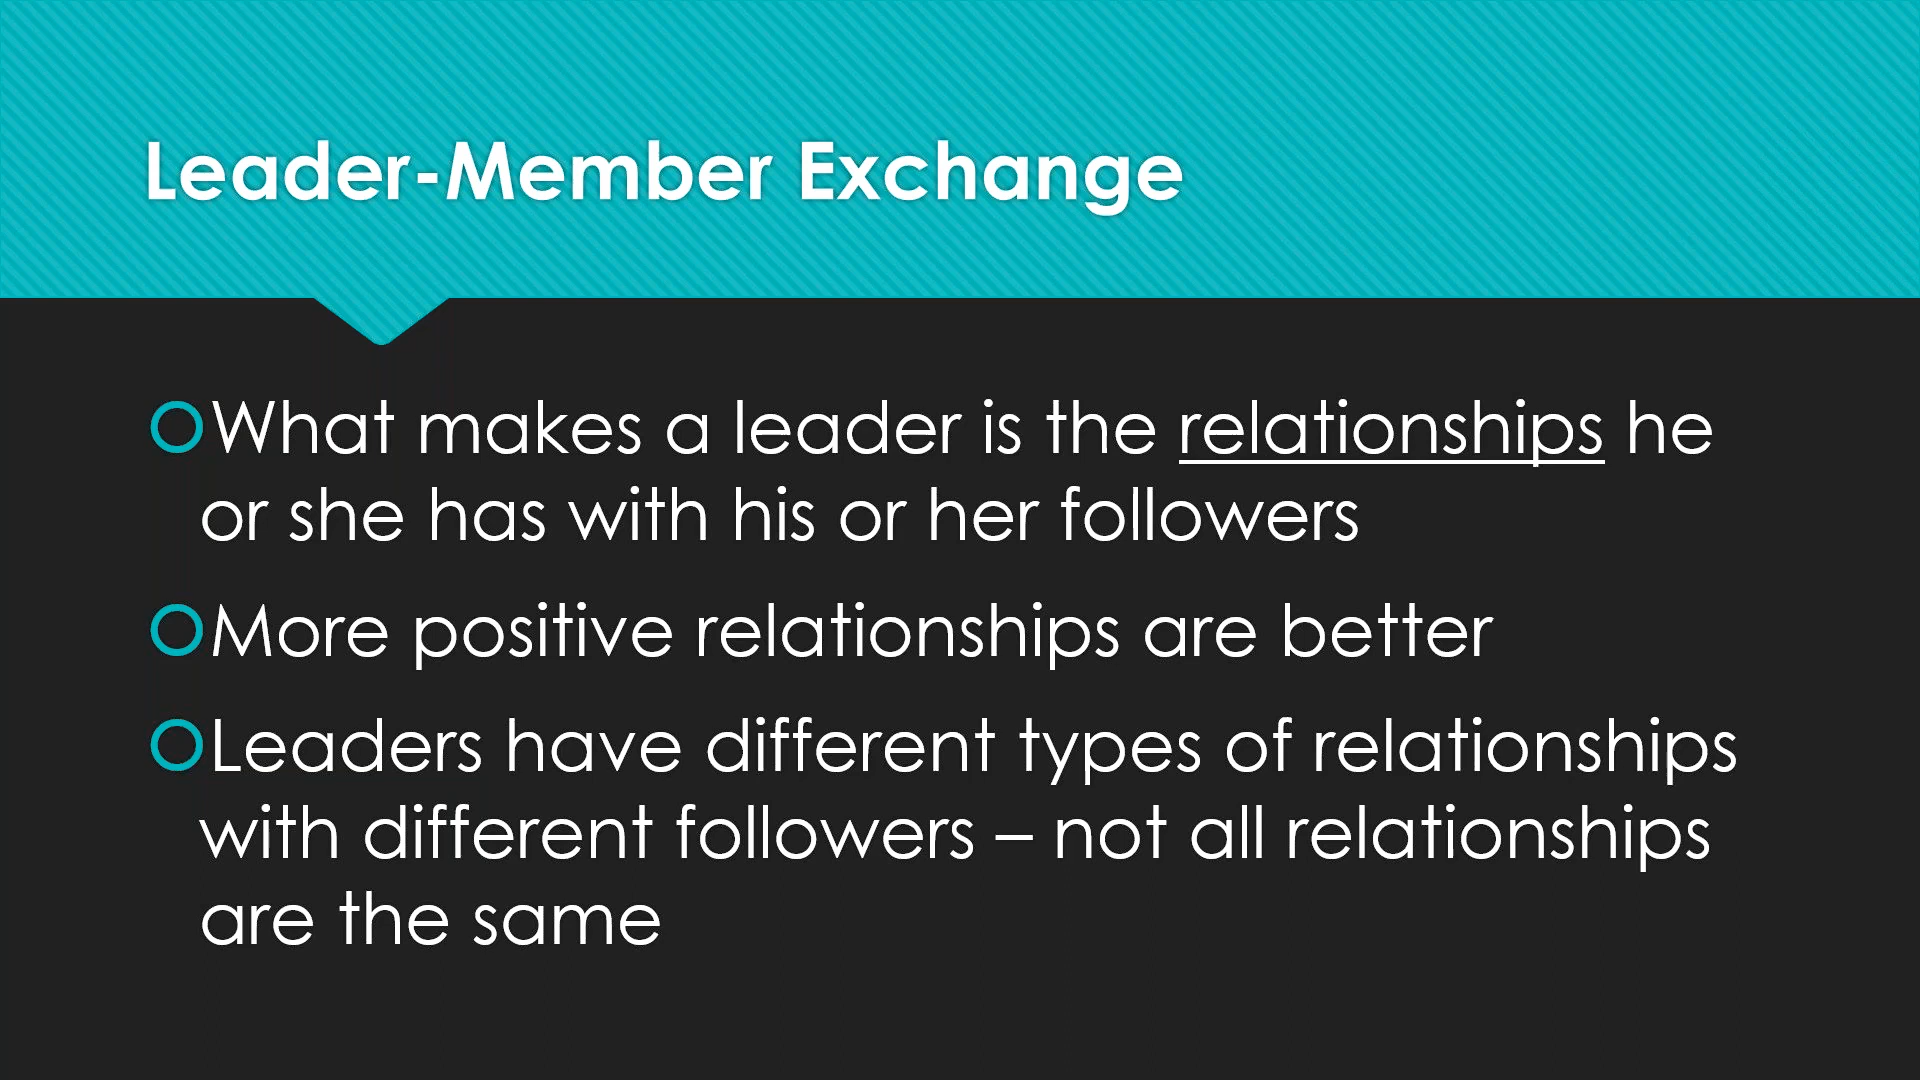 Leader-Member Exchange
What makes a leader is the relationships he
or she has with his or her followers
More positive relationships are better
Leaders have different types of relationships
with different followers – not all relationships
are the same